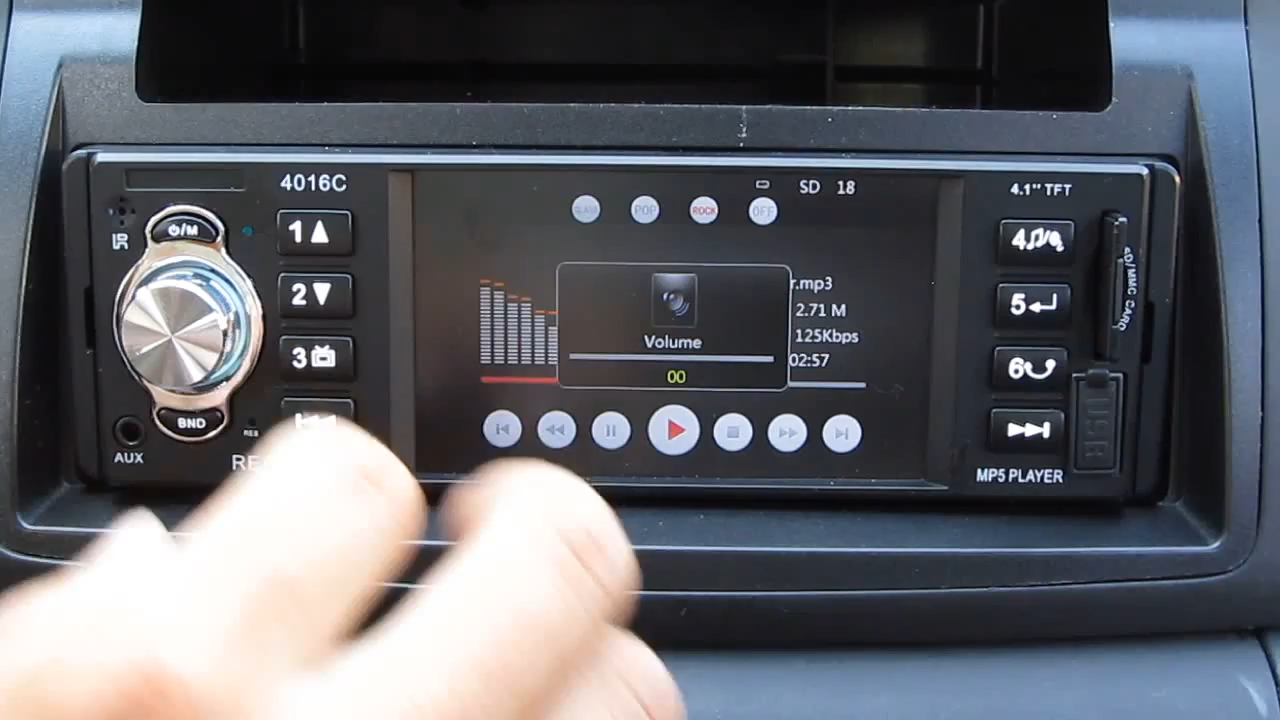 4016C
SD 18
4.1" TFT
POP
ROCK
OFF
⏻/M
1▲
2▼
3
4
5
6
r.mp3
2.71 M
125Kbps
02:57
Volume
00
BND
RES
AUX
RE
SD/MMC CARD
USB
MP5 PLAYER